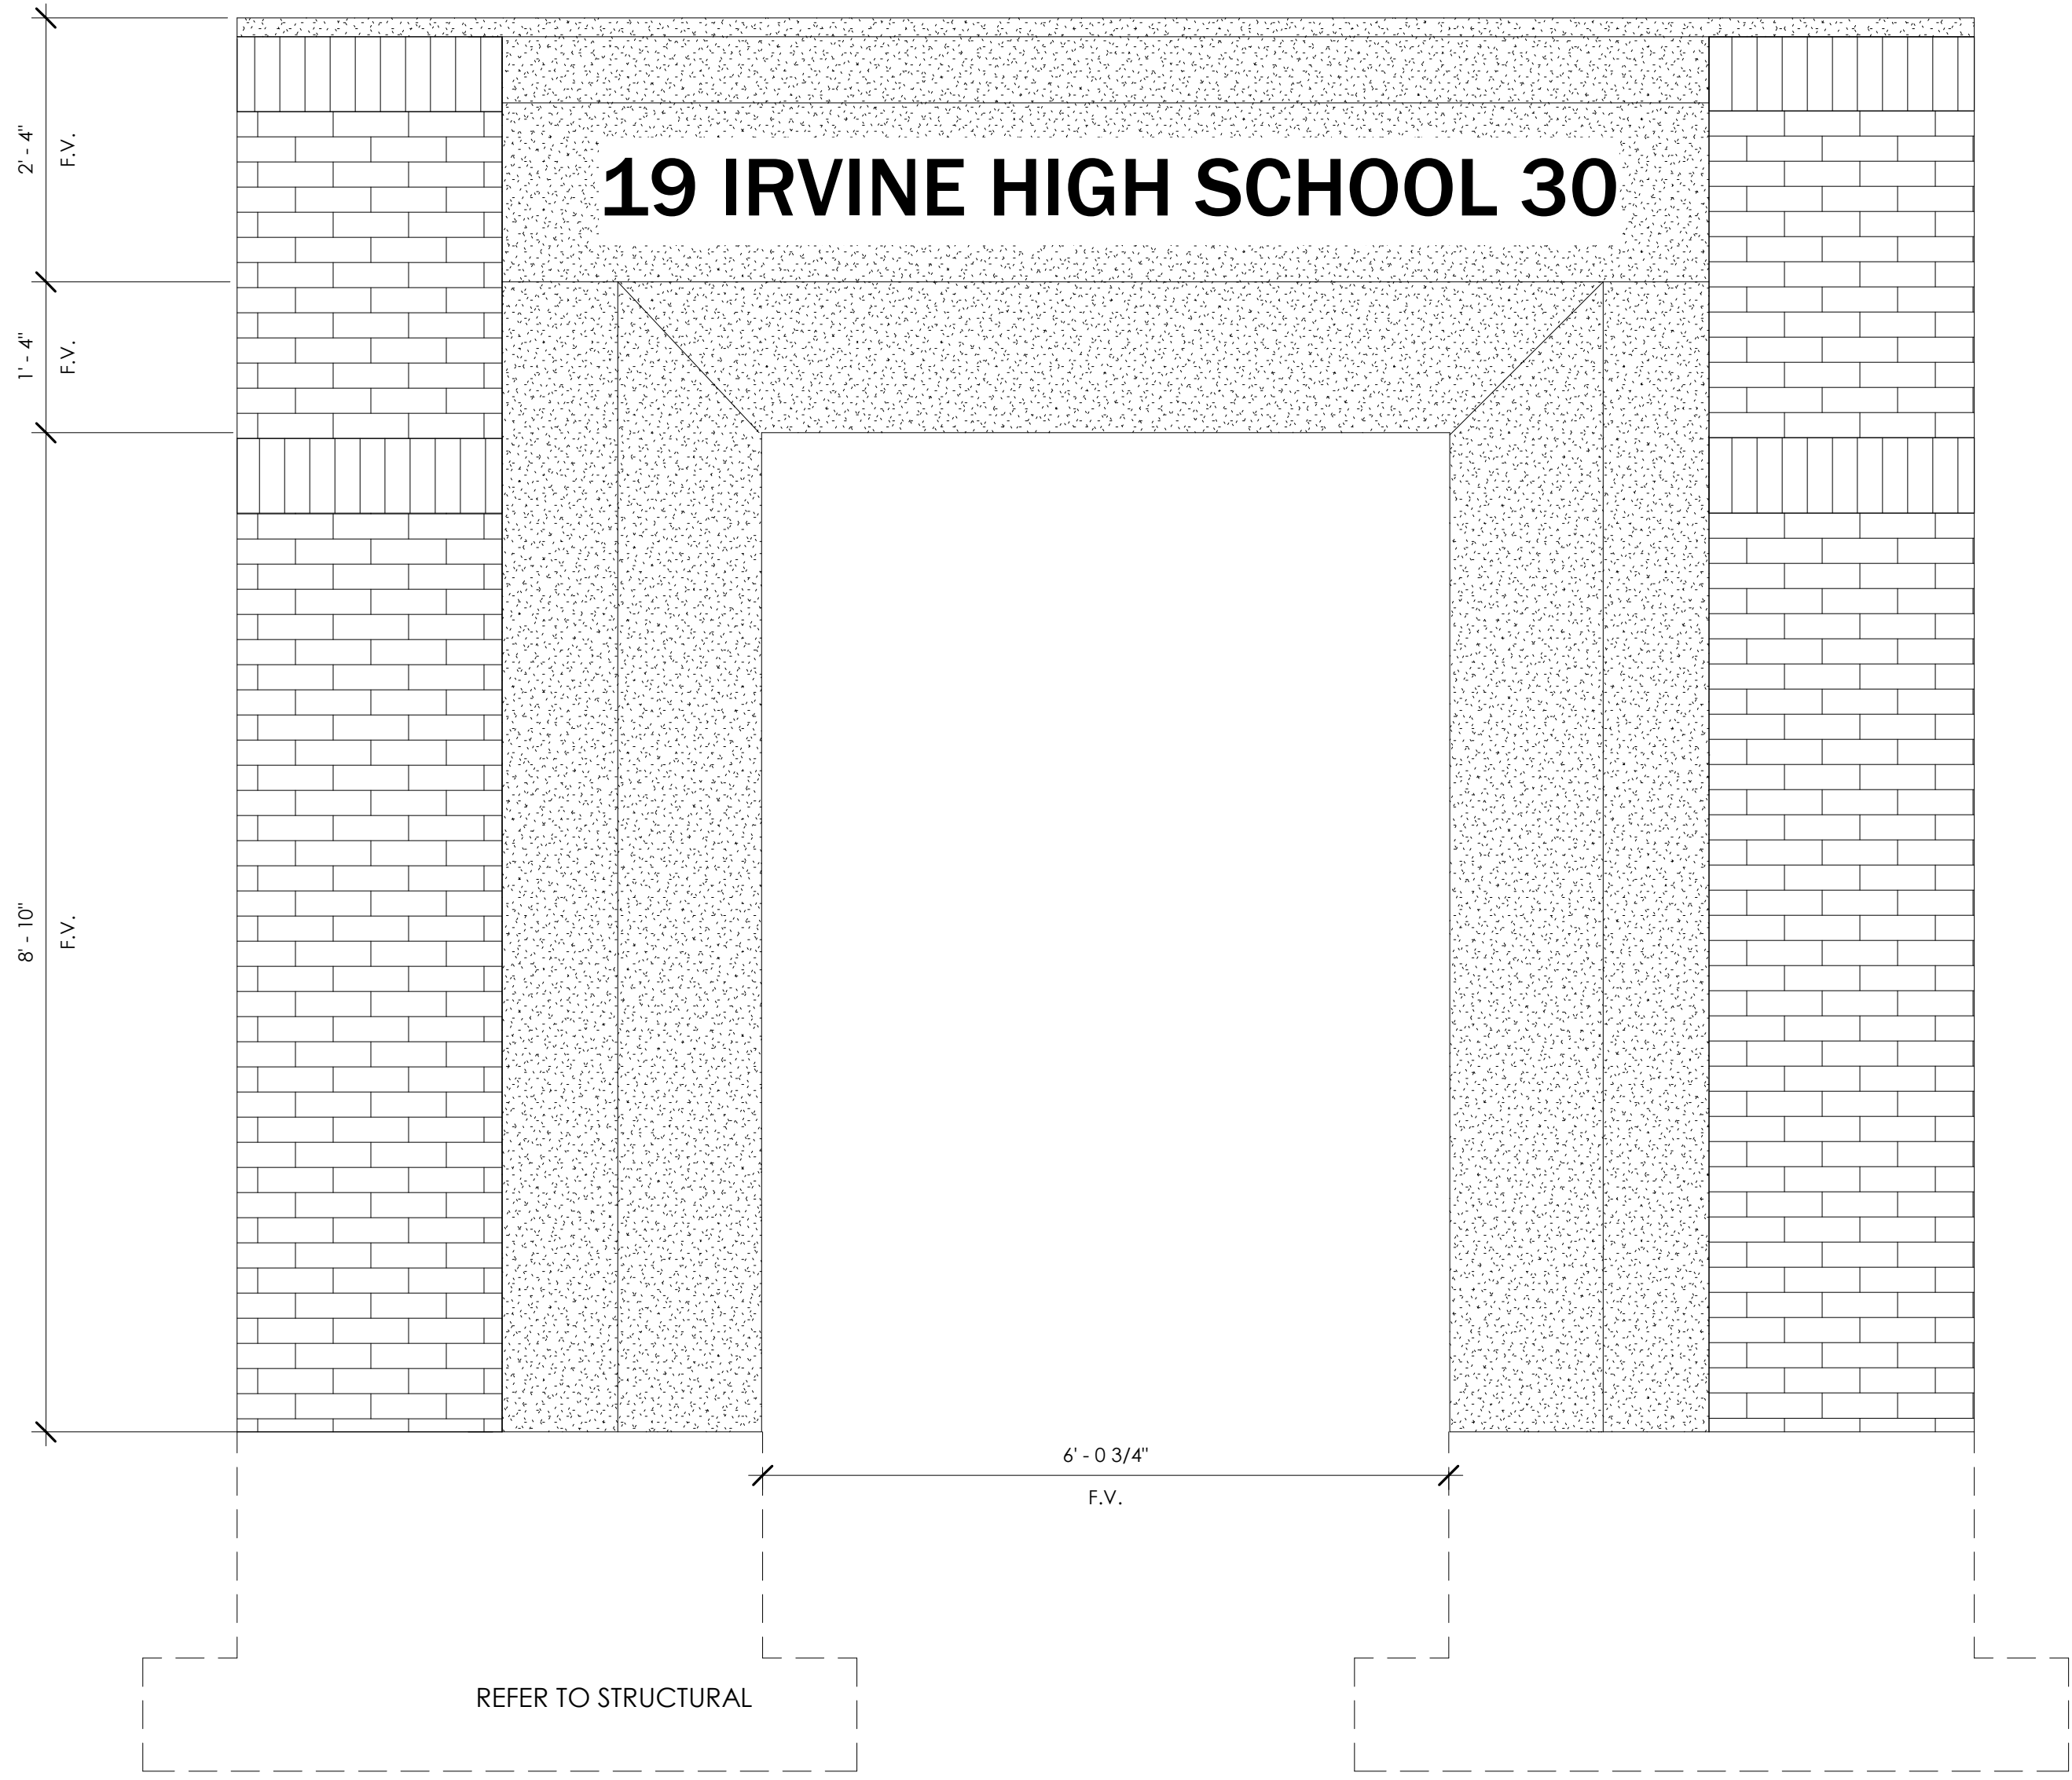 2' - 4"
F.V.
19 IRVINE HIGH SCHOOL 30
1' - 4"
F.V.
8' - 10"
F.V.
6' - 0 3/4"
F.V.
REFER TO STRUCTURAL